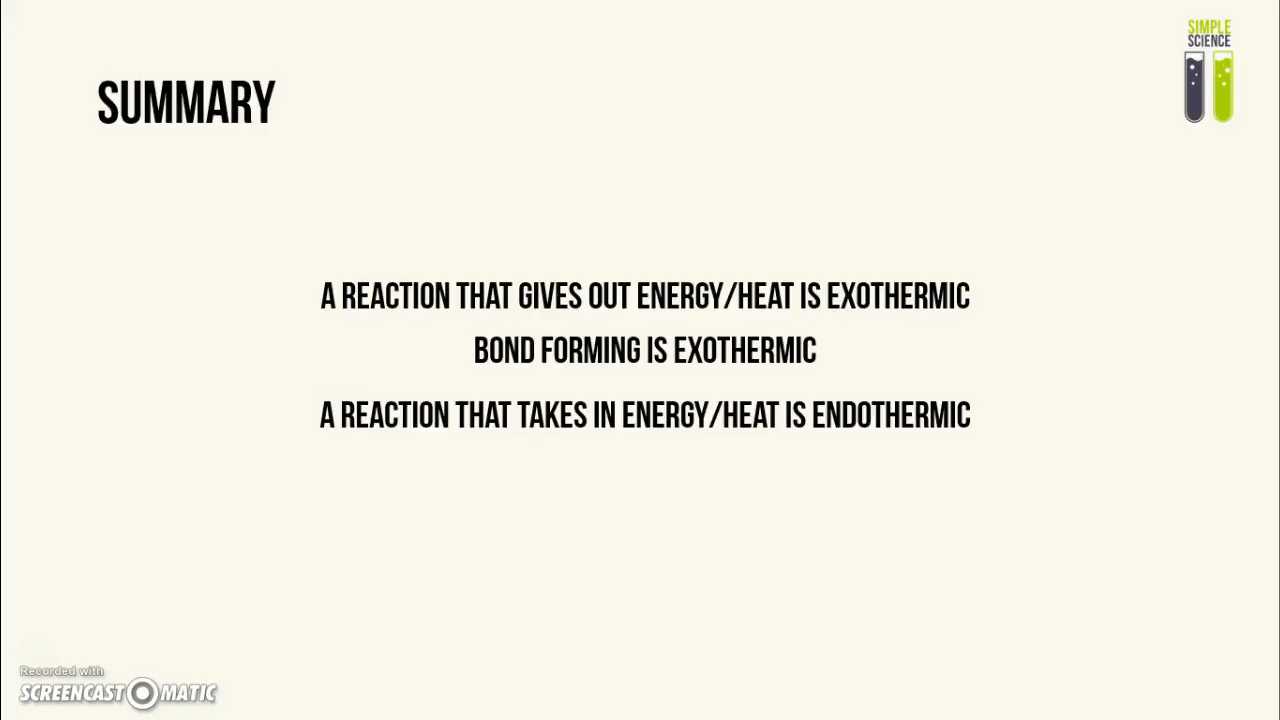 SIMPLE
SCIENCE
SUMMARY
A REACTION THAT GIVES OUT ENERGY/HEAT IS EXOTHERMIC
BOND FORMING IS EXOTHERMIC
A REACTION THAT TAKES IN ENERGY/HEAT IS ENDOTHERMIC
Recorded with
SCREENCAST MATIC